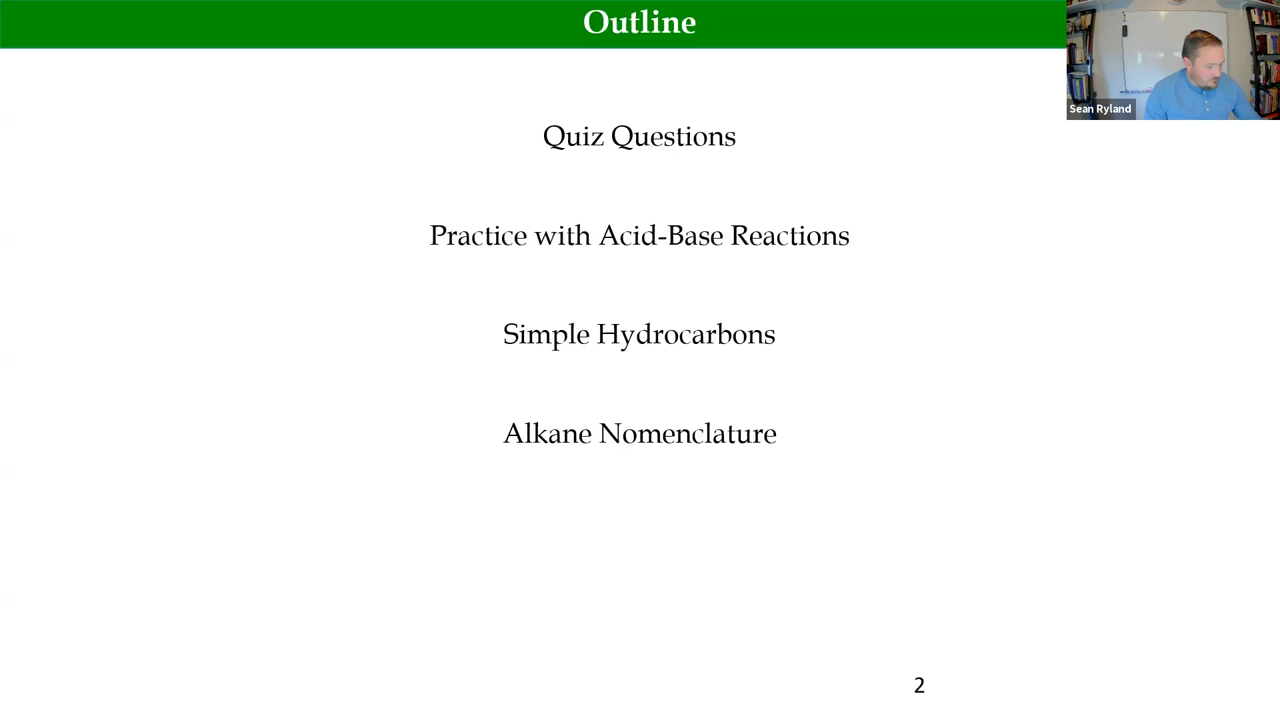 Outline
Sean Ryland
Quiz Questions
Practice with Acid-Base Reactions
Simple Hydrocarbons
Alkane Nomenclature
2